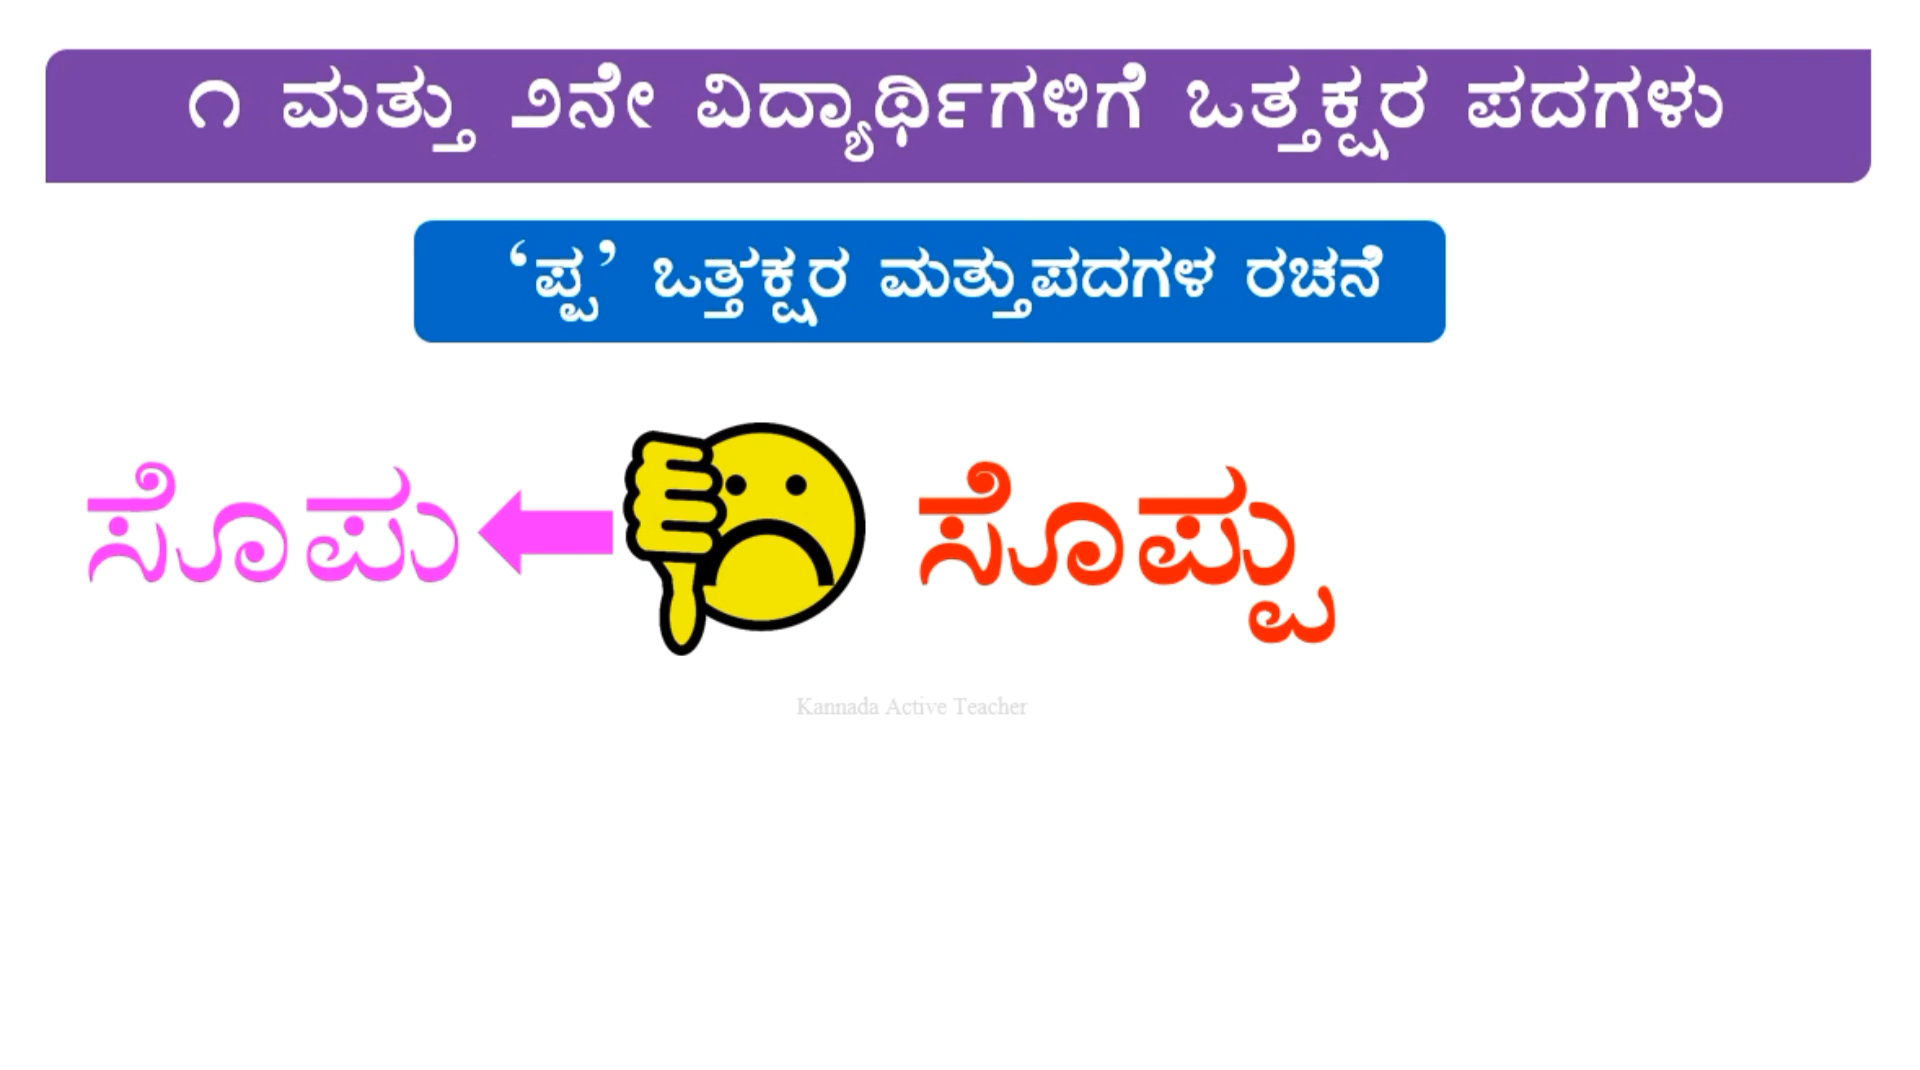 ೧ ಮತ್ತು ೨ನೇ ವಿದ್ಯಾರ್ಥಿಗಳಿಗೆ ಒತ್ತಕ್ಷರ ಪದಗಳು
‘ಪ್ಪ’ ಒತ್ತಕ್ಷರ ಮತ್ತುಪದಗಳ ರಚನೆ
ಸೊಪು ಸೊಪ್ಪು
Kannada Active Teacher